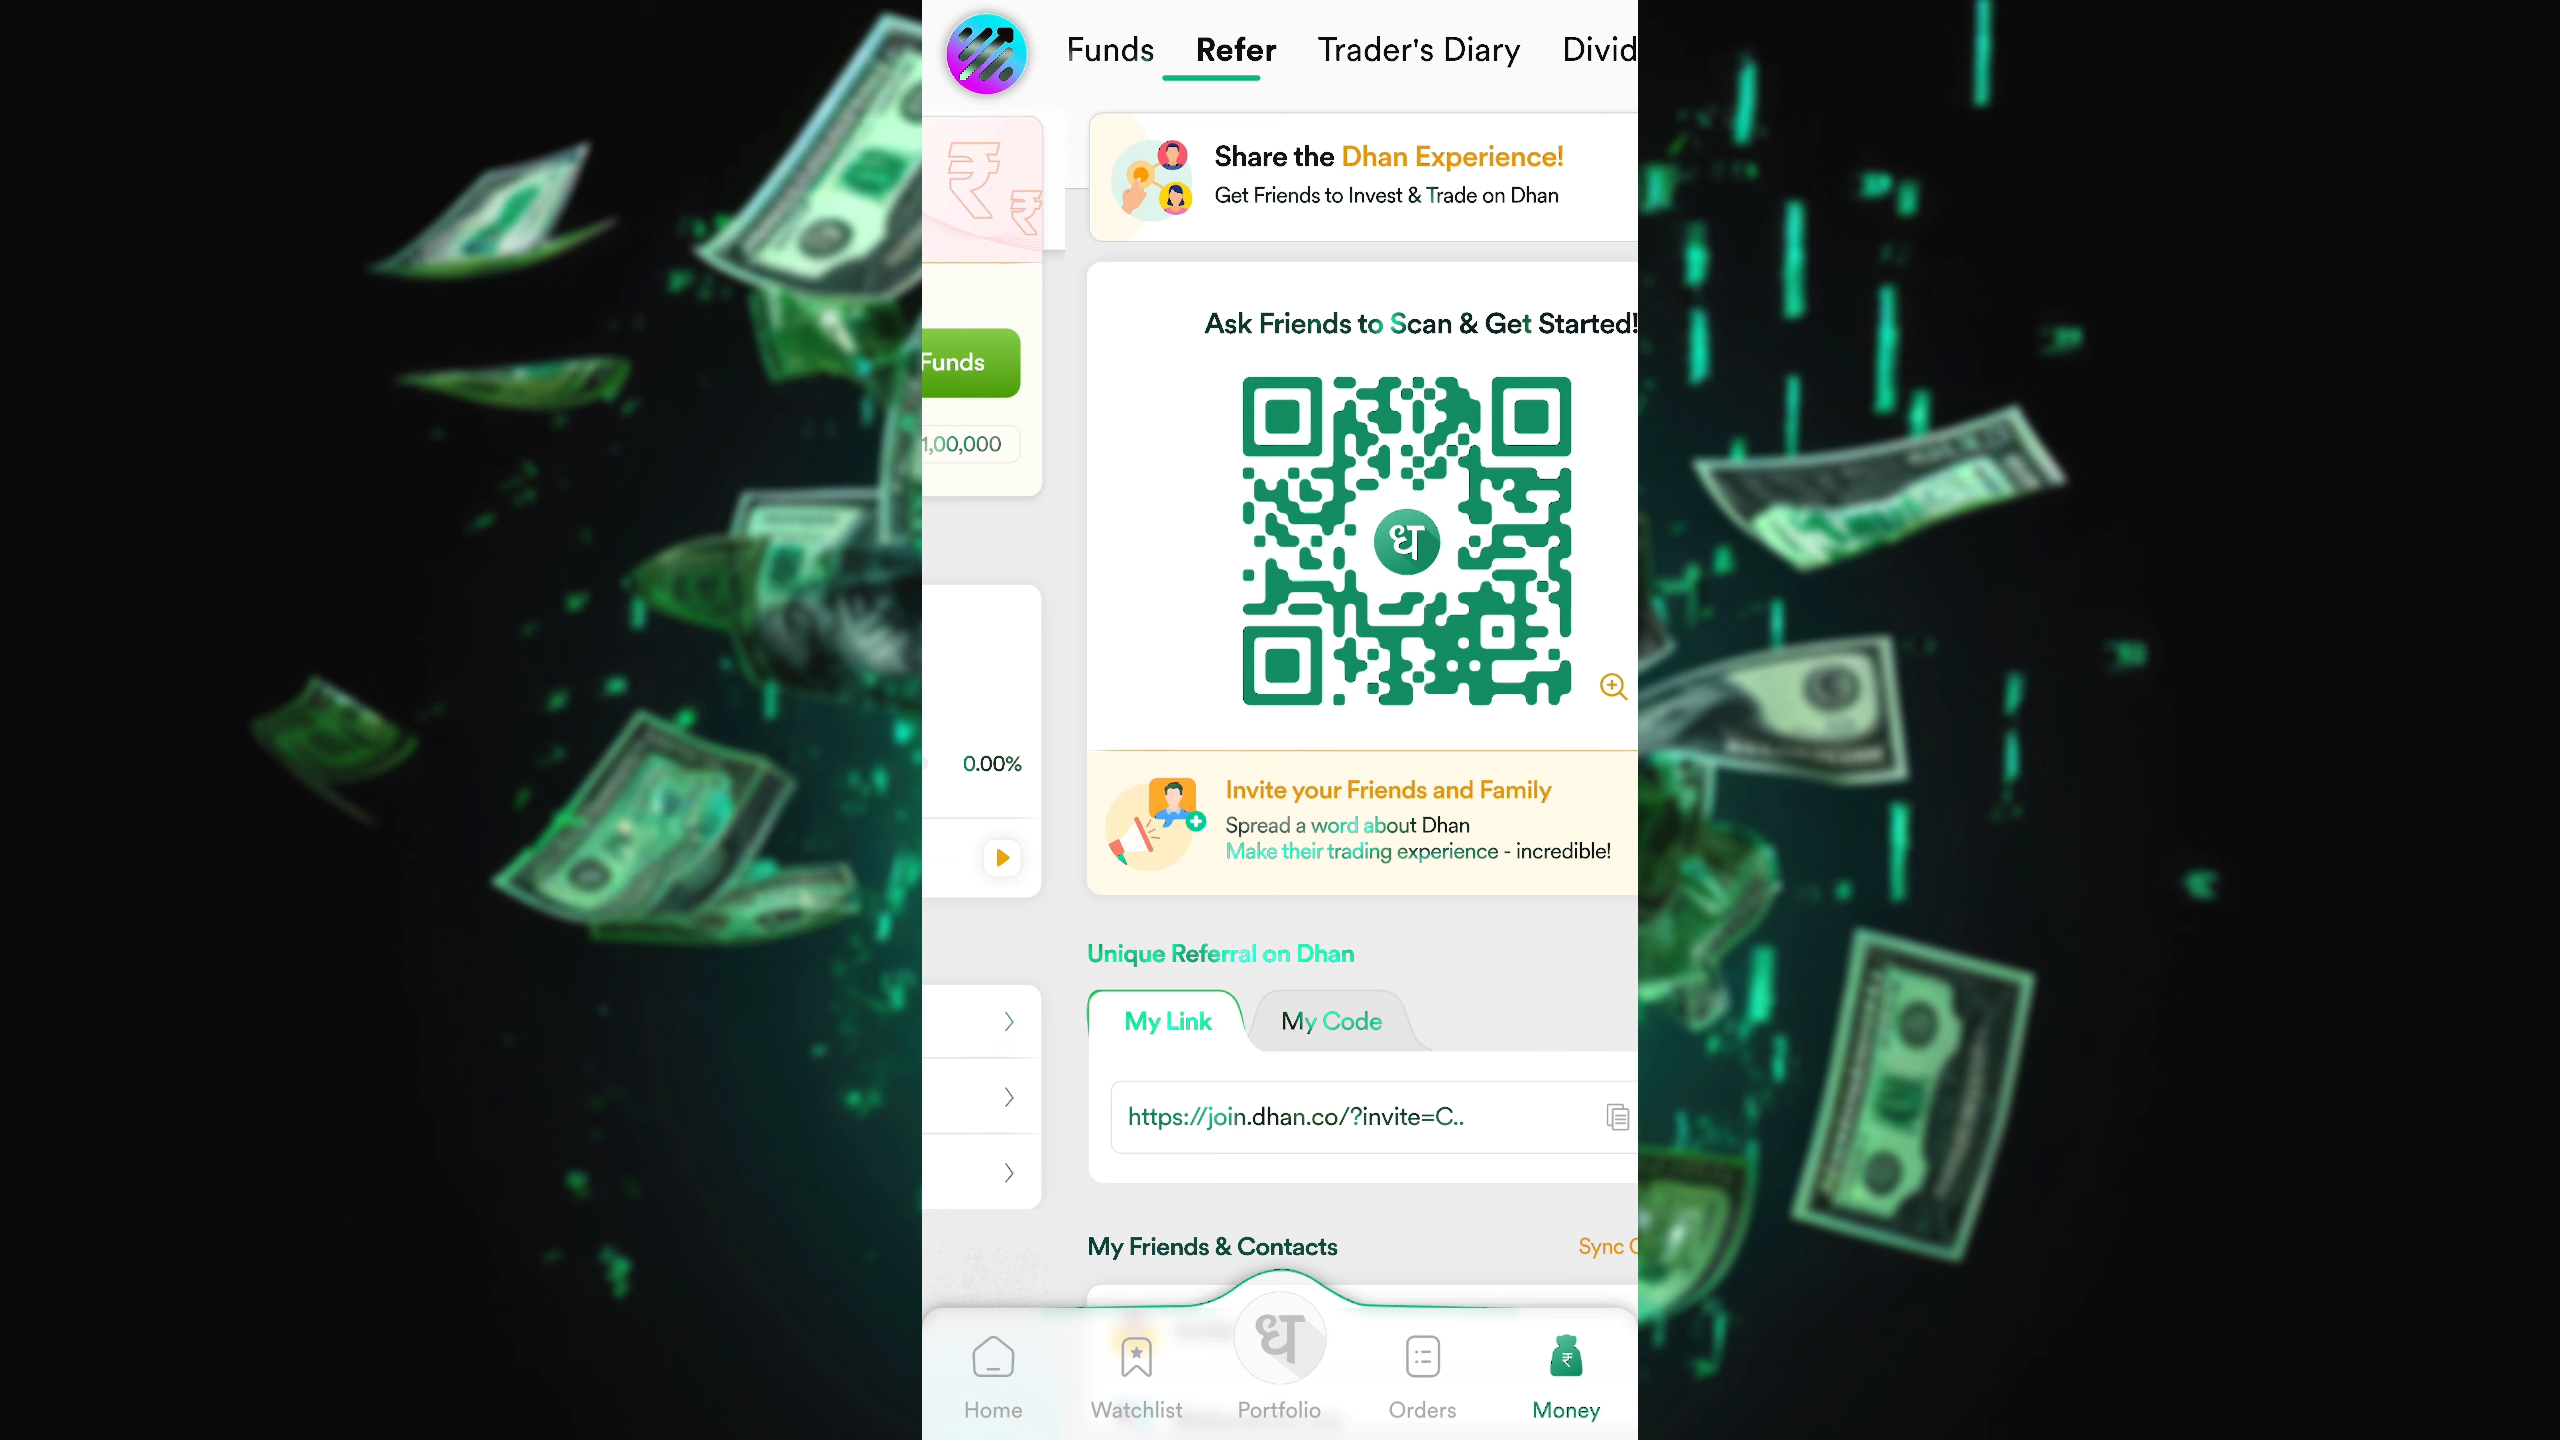 Funds Refer Trader's Diary Divid
Share the Dhan Experience!
Get Friends to Invest & Trade on Dhan
₹
₹
Ask Friends to Scan & Get Started!
Funds
1,00,000
ध
0.00%
Invite your Friends and Family
Spread a word about Dhan
Make their trading experience - incredible!
Unique Referral on Dhan
My Link My Code
https://join.dhan.co/?invite=C..
My Friends & Contacts Sync C
ध
₹
Home Watchlist Portfolio Orders Money